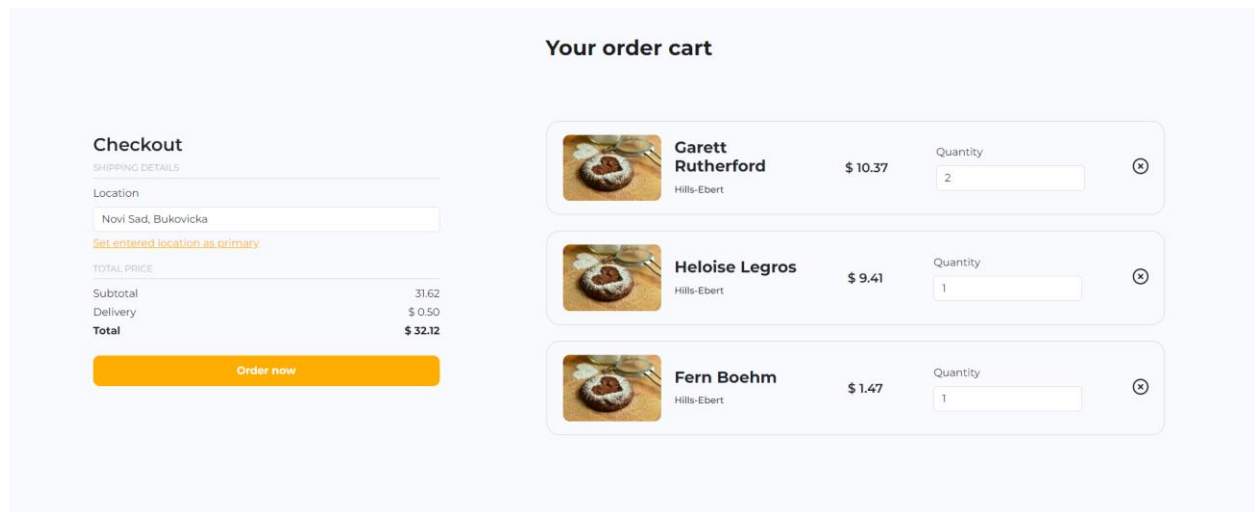 Your order cart
Checkout
SHIPPING DETAILS
Location
Novi Sad, Bukovicka
Set entered location as primary
TOTAL PRICE
Subtotal 31.62
Delivery $ 0.50
Total $ 32.12
Order now
Garett
Rutherford
Hills-Ebert
$ 10.37
Quantity
2
Heloise Legros
Hills-Ebert
$ 9.41
Quantity
1
Fern Boehm
Hills-Ebert
$ 1.47
Quantity
1